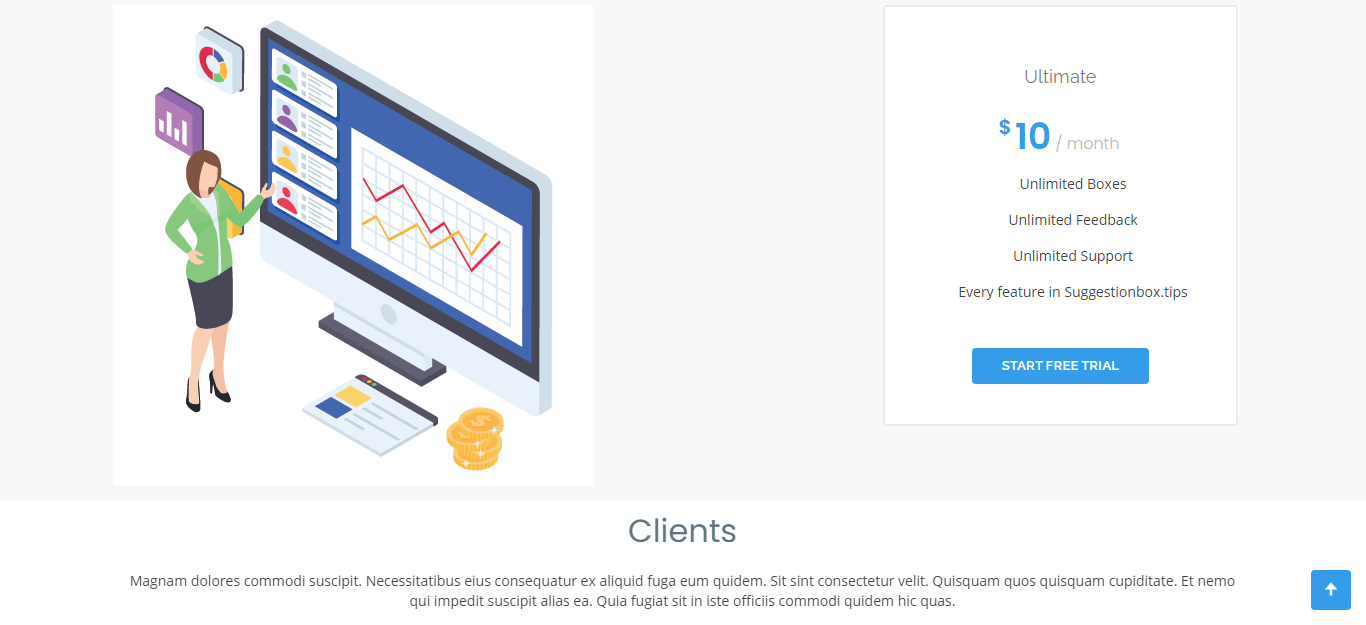 Ultimate
$10 / month
Unlimited Boxes
Unlimited Feedback
Unlimited Support
Every feature in Suggestionbox.tips
START FREE TRIAL
Clients
Magnam dolores commodi suscipit. Necessitatibus eius consequatur ex aliquid fuga eum quidem. Sit sint consectetur velit. Quisquam quos quisquam cupiditate. Et nemo
qui impedit suscipit alias ea. Quia fugiat sit in iste officiis commodi quidem hic quas.